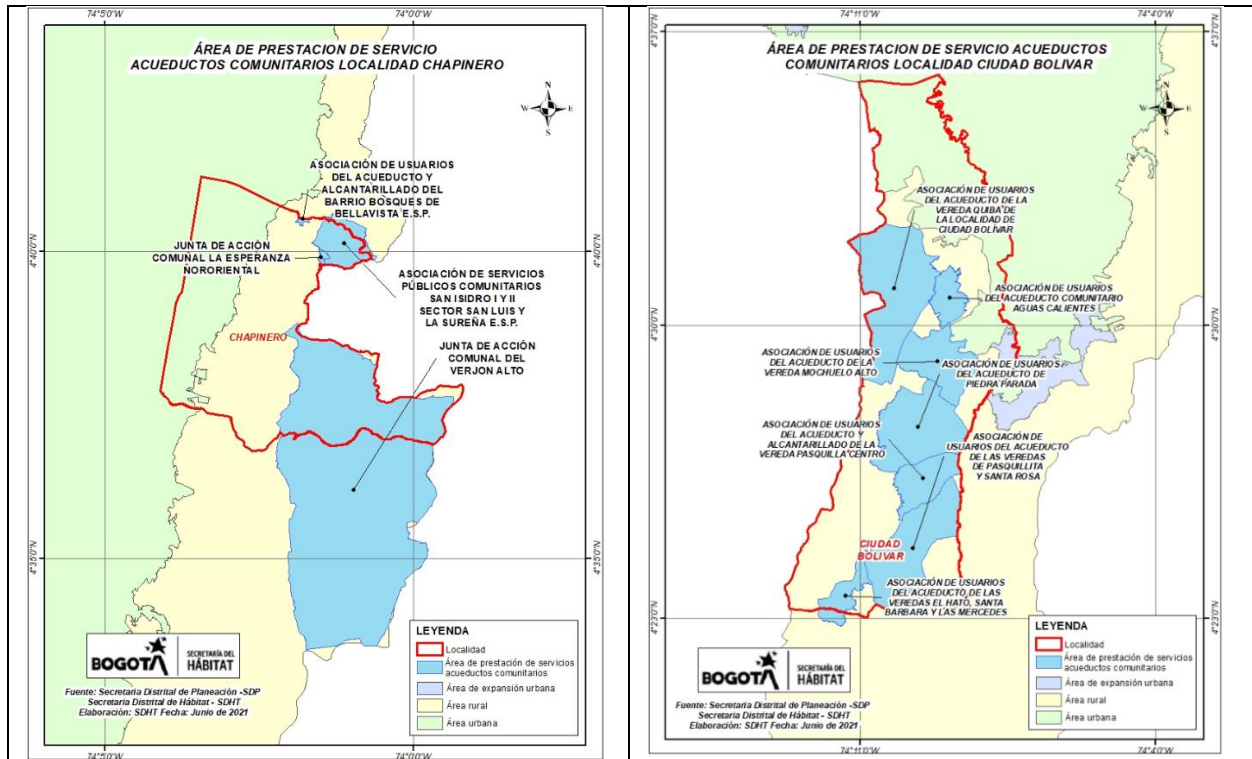 74°5'0"W
74°0'0"W
ÁREA DE PRESTACION DE SERVICIO
ACUEDUCTOS COMUNITARIOS LOCALIDAD CHAPINERO
N
W
E
S
ASOCIACIÓN DE USUARIOS
DEL ACUEDUCTO Y
ALCANTARILLADO DEL
BARRIO BOSQUES DE
BELLAVISTA E.S.P.
4°40'0"N
4°40'0"N
JUNTA DE ACCIÓN
COMUÑAL LA ESPERANZA
NORORIENTAL
ASOCIACIÓN DE SERVICIOS
PÚBLICOS COMUNITARIOS
SAN ISIDRO I Y II
SECTOR SAN LUIS Y
LA SUREÑA E.S.P.
CHAPINERO
JUNTA DE ACCIÓN
COMUNAL DEL
VERJON ALTO
4°35'0"N
4°35'0"N
BOGOTÁ
SECRETARÍA DEL
HÁBITAT
Fuente: Secretaria Distrital de Planeación -SDP
Secretaria Distrital de Hábitat - SDHT
Elaboración: SDHT Fecha: Junio de 2021
LEYENDA
Localidad
Área de prestación de servicios
acueductos comunitarios
Área de expansión urbana
Área rural
Área urbana
74°5'0"W
74°0'0"W
74°11'0"W
74°4'0"W
4°37'0"N
4°37'0"N
ÁREA DE PRESTACION DE SERVICIO ACUEDUCTOS
COMUNITARIOS LOCALIDAD CIUDAD BOLIVAR
N
W
E
S
ASOCIACIÓN DE USUARIOS
DEL ACUEDUCTO DE LA
VEREDA QUIBA DE
LA LOCALIDAD DE
CIUDAD BOLÍVAR
ASOCIACIÓN DE USUARIOS
DEL ACUEDUCTO COMUNITARIO
AGUAS CALIENTES
4°30'0"N
4°30'0"N
ASOCIACIÓN DE USUARIOS
DEL ACUEDUCTO DE LA
VEREDA MOCHUELO ALTO
ASOCIACIÓN DE USUARIOS
DEL ACUEDUCTO DE
PIEDRA PARADA
ASOCIACIÓN DE USUARIOS
DEL ACUEDUCTO Y
ALCANTARILLADO DE LA
VEREDA PASQUILLA CENTRO
ASOCIACIÓN DE
USUARIOS DEL ACUEDUCTO
DE LAS VEREDAS
DE PASQUILLITA
Y SANTA ROSA
CIUDAD
BOLIVAR
ASOCIACIÓN DE USUARIOS
DEL ACUEDUCTO DE LAS
VEREDAS EL HATO, SANTA
BARBARA Y LAS MERCEDES
4°23'0"N
4°23'0"N
BOGOTÁ
SECRETARÍA DEL
HÁBITAT
Fuente: Secretaria Distrital de Planeación -SDP
Secretaria Distrital de Hábitat - SDHT
Elaboración: SDHT Fecha: Junio de 2021
LEYENDA
Localidad
Área de prestación de servicios
acueductos comunitarios
Área de expansión urbana
Área rural
Área urbana
74°11'0"W
74°4'0"W